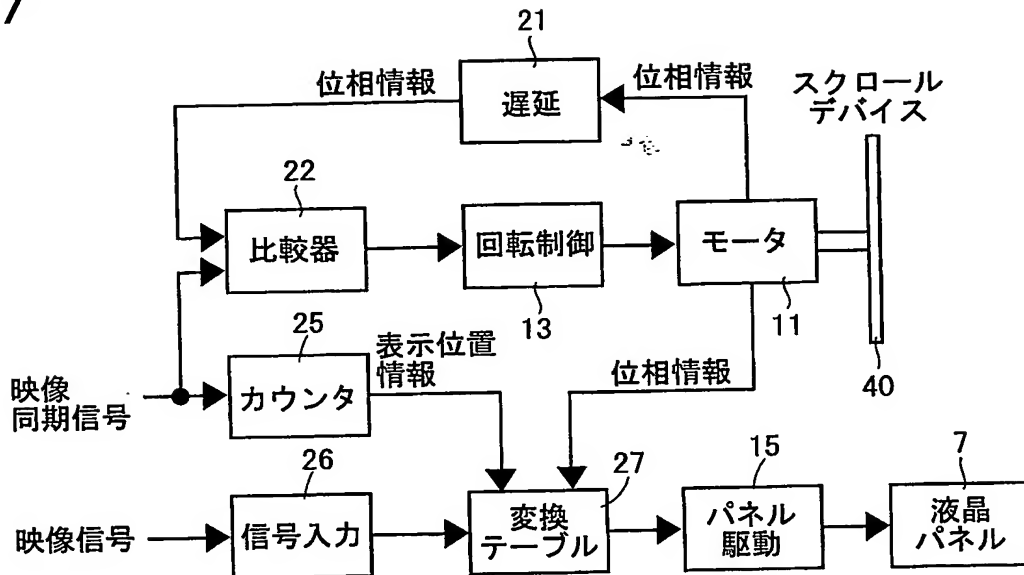 7
21
位相情報
遅延
位相情報
スクロール
デバイス
22
比較器
回転制御
モータ
13
11
40
25
表示位置
情報
映像
同期信号
カウンタ
位相情報
26
映像信号
信号入力
変換
テーブル
27
15
パネル
駆動
7
液晶
パネル